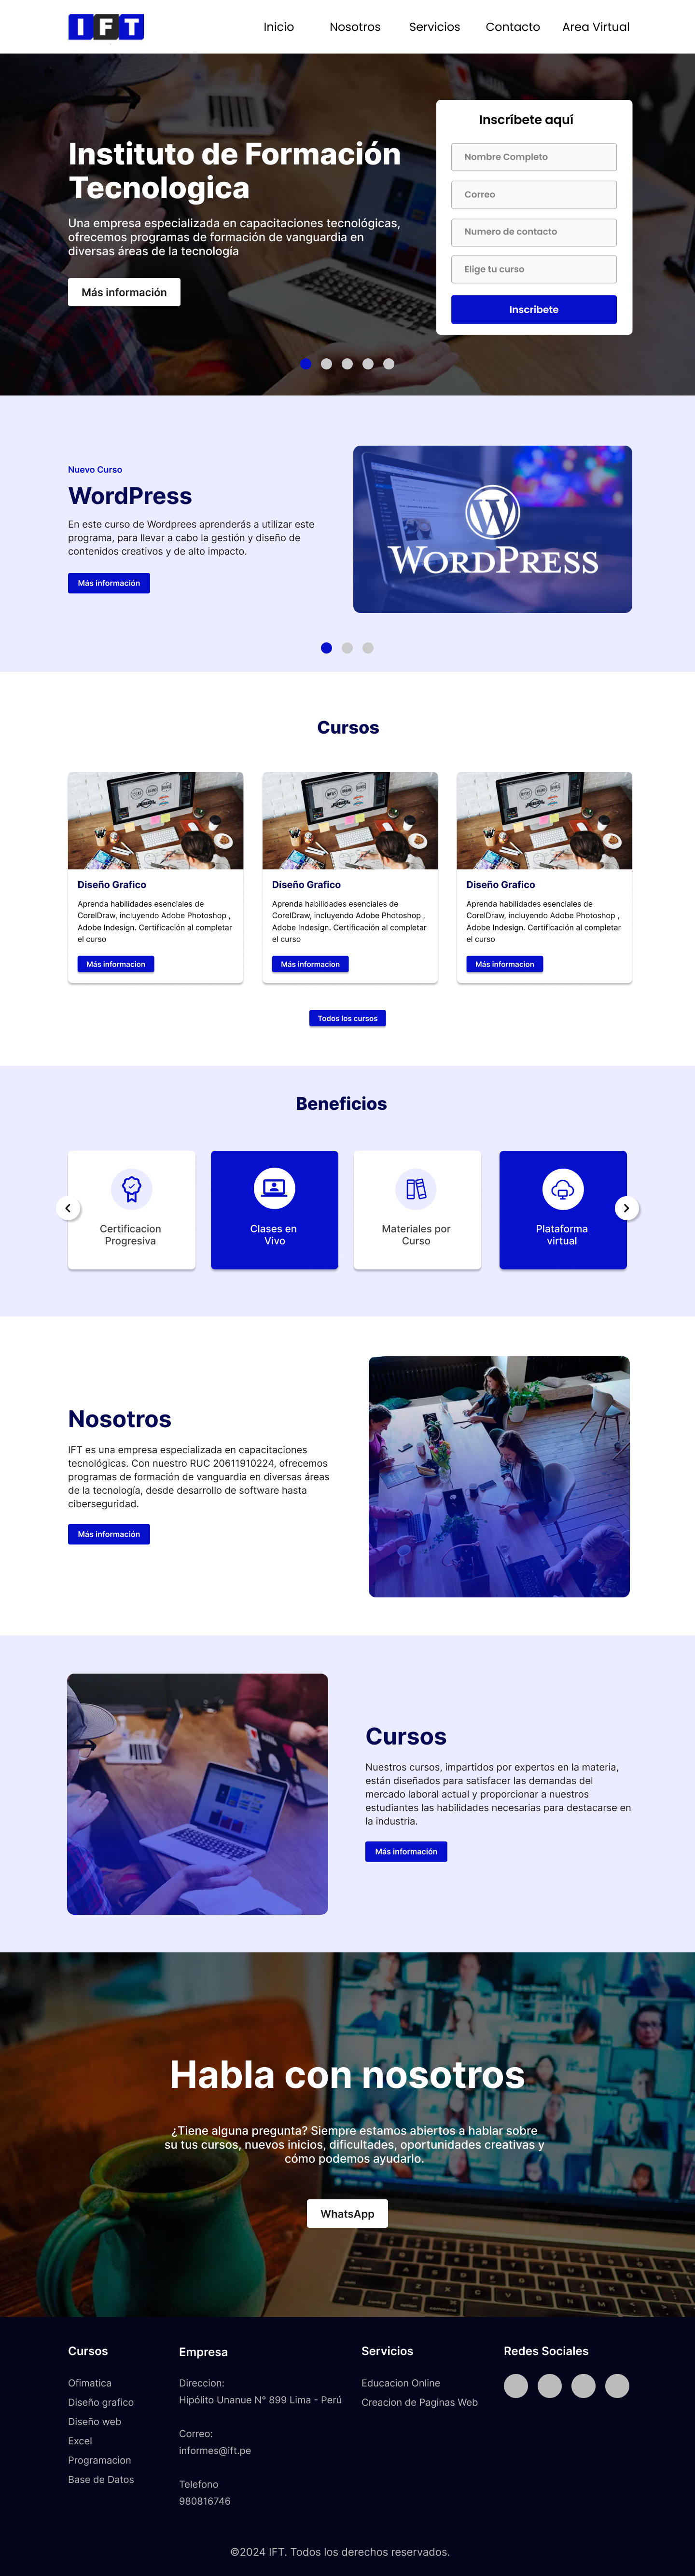 IFT
Inicio
Nosotros
Servicios
Contacto
Area Virtual
Instituto de Formación
Tecnologica
Una empresa especializada en capacitaciones tecnológicas,
ofrecemos programas de formación de vanguardia en
diversas áreas de la tecnología
Más información
Inscríbete aquí
Nombre Completo
Correo
Numero de contacto
Elige tu curso
Inscribete
Nuevo Curso
WordPress
En este curso de Wordprees aprenderás a utilizar este
programa, para llevar a cabo la gestión y diseño de
contenidos creativos y de alto impacto.
Más información
WORDPRESS
Cursos
Diseño Grafico
Aprenda habilidades esenciales de
CorelDraw, incluyendo Adobe Photoshop ,
Adobe Indesign. Certificación al completar
el curso
Más informacion
Diseño Grafico
Aprenda habilidades esenciales de
CorelDraw, incluyendo Adobe Photoshop ,
Adobe Indesign. Certificación al completar
el curso
Más informacion
Diseño Grafico
Aprenda habilidades esenciales de
CorelDraw, incluyendo Adobe Photoshop ,
Adobe Indesign. Certificación al completar
el curso
Más informacion
Todos los cursos
Beneficios
Certificacion
Progresiva
Clases en
Vivo
Materiales por
Curso
Plataforma
virtual
Nosotros
IFT es una empresa especializada en capacitaciones
tecnológicas. Con nuestro RUC 20611910224, ofrecemos
programas de formación de vanguardia en diversas áreas
de la tecnología, desde desarrollo de software hasta
ciberseguridad.
Más información
Cursos
Nuestros cursos, impartidos por expertos en la materia,
están diseñados para satisfacer las demandas del
mercado laboral actual y proporcionar a nuestros
estudiantes las habilidades necesarias para destacarse en
la industria.
Más información
Habla con nosotros
¿Tiene alguna pregunta? Siempre estamos abiertos a hablar sobre
su tus cursos, nuevos inicios, dificultades, oportunidades creativas y
cómo podemos ayudarlo.
WhatsApp
Cursos
Ofimatica
Diseño grafico
Diseño web
Excel
Programacion
Base de Datos
Empresa
Direccion:
Hipólito Unanue N° 899 Lima - Perú
Correo:
informes@ift.pe
Telefono
980816746
Servicios
Educacion Online
Creacion de Paginas Web
Redes Sociales
©2024 IFT. Todos los derechos reservados.